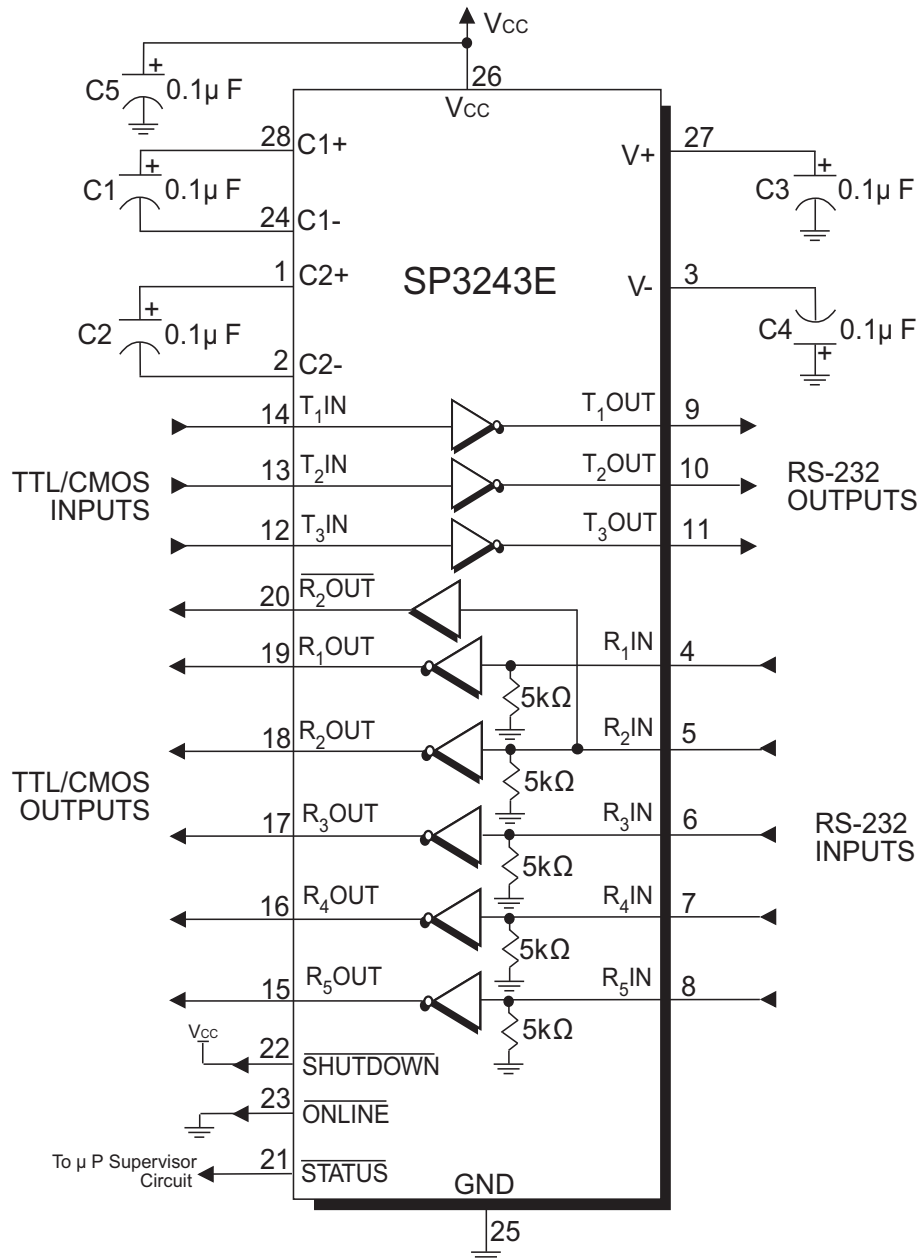 VCC
26
VCC
C5
+
0.1µ F
28
C1+
C1
+
0.1µ F
24
C1-
1
C2+
C2
+
0.1µ F
2
C2-
SP3243E
V+
27
C3
+
0.1µ F
V-
3
C4
0.1µ F
+
14
T1IN
T1OUT
9
TTL/CMOS
INPUTS
13
T2IN
T2OUT
10
RS-232
OUTPUTS
12
T3IN
T3OUT
11
20
R2OUT
19
R1OUT
R1IN
4
5kΩ
18
R2OUT
R2IN
5
5kΩ
TTL/CMOS
OUTPUTS
17
R3OUT
R3IN
6
RS-232
INPUTS
5kΩ
16
R4OUT
R4IN
7
5kΩ
15
R5OUT
R5IN
8
5kΩ
VCC
22
SHUTDOWN
23
ONLINE
To µ P Supervisor
Circuit
21
STATUS
GND
25